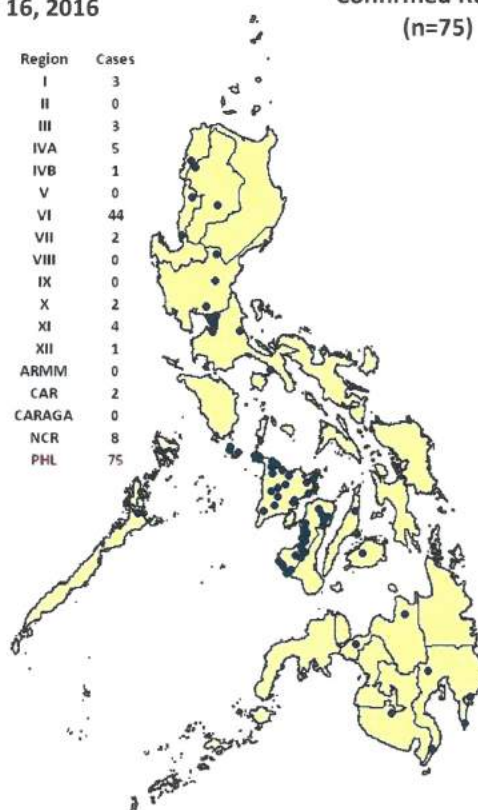 16, 2016
(n=75)
Region Cases
I 3
II 0
III 3
IVA 5
IVB 1
V 0
VI 44
VII 2
VIII 0
IX 0
X 2
XI 4
XII 1
ARMM 0
CAR 2
CARAGA 0
NCR 8
PHL 75